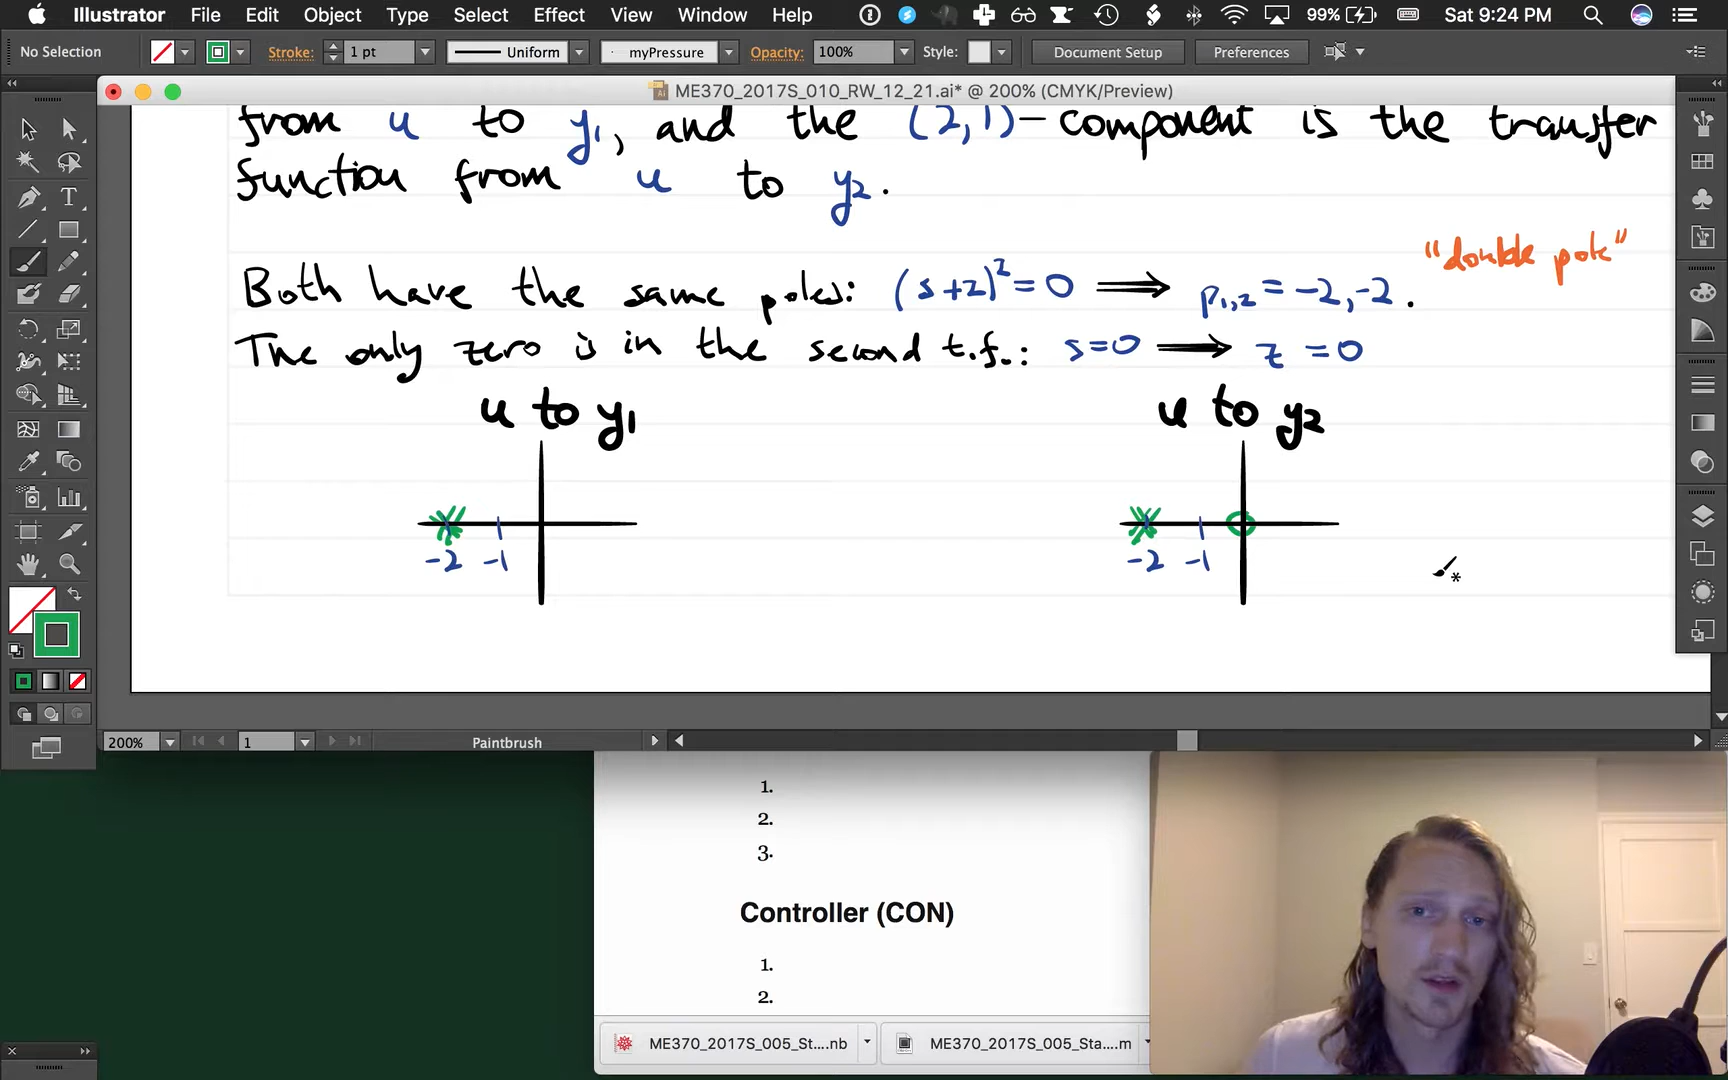 Illustrator File Edit Object Type Select Effect View Window Help 99% Sat 9:24 PM
No Selection Stroke: 1 pt Uniform myPressure Opacity: 100% Style: Document Setup Preferences
ME370_2017S_010_RW_12_21.ai* @ 200% (CMYK/Preview)
from u to y₁, and the (2,1)-component is the transfer
function from u to y₂.
"double pole"
Both have the same poles: (s+2)²=0 ⟹ p₁,₂ = -2,-2.
The only zero is in the second t.f.: s=0 ⟹ z =0
u to y₁
u to y₂
-2 -1
-2 -1
200% 1 Paintbrush
1.
2.
3.
Controller (CON)
1.
2.
ME370_2017S_005_St....nb ME370_2017S_005_Sta....m